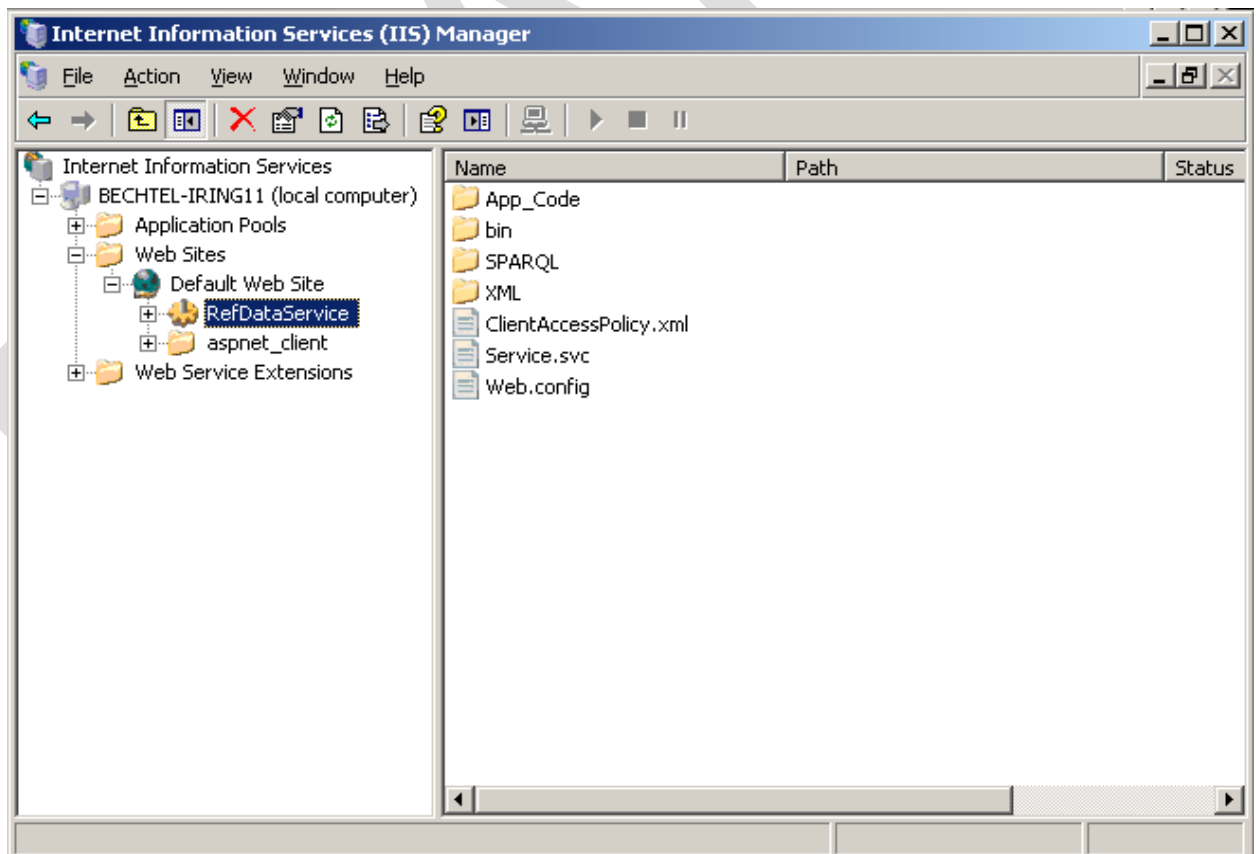 Internet Information Services (IIS) Manager
File Action View Window Help
Internet Information Services
BECHTEL-IRING11 (local computer)
Application Pools
Web Sites
Default Web Site
RefDataService
aspnet_client
Web Service Extensions
Name Path Status
App_Code
bin
SPARQL
XML
ClientAccessPolicy.xml
Service.svc
Web.config